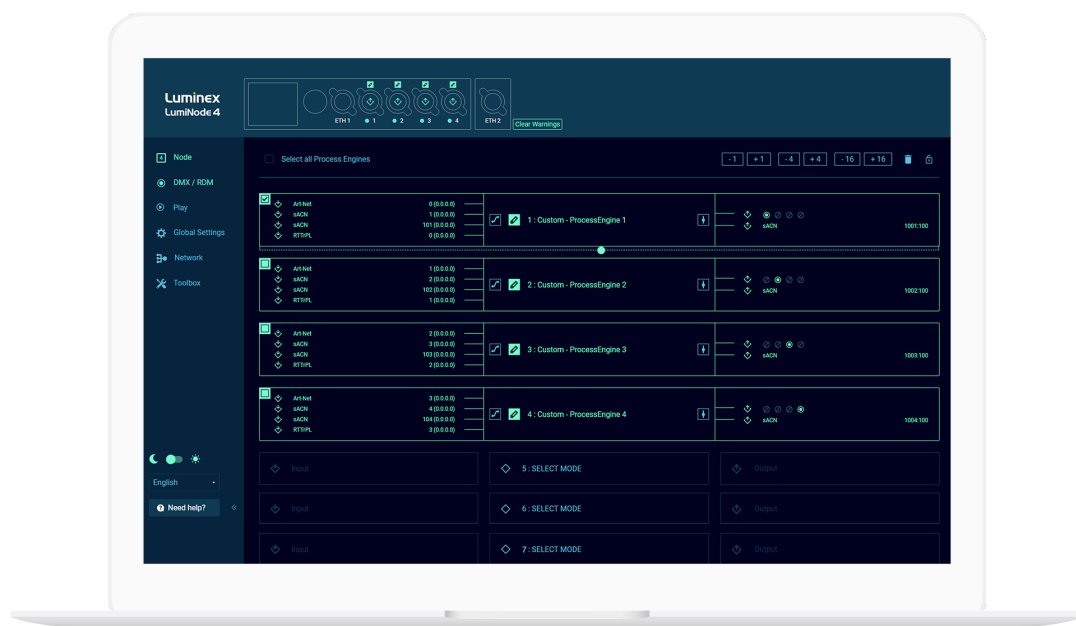 Luminex
LumiNode 4
ETH 1
1
2
3
4
ETH 2
Clear Warnings
4 Node
DMX / RDM
Play
Global Settings
Network
Toolbox
English
Need help?
Select all Process Engines
- 1
+ 1
- 4
+ 4
- 16
+ 16
Art-Net 0 (0.0.0.0)
sACN 1 (0.0.0.0)
sACN 101 (0.0.0.0)
RTTrPL 0 (0.0.0.0)
1 : Custom - ProcessEngine 1
sACN 1001:100
Art-Net 1 (0.0.0.0)
sACN 2 (0.0.0.0)
sACN 102 (0.0.0.0)
RTTrPL 1 (0.0.0.0)
2 : Custom - ProcessEngine 2
sACN 1002:100
Art-Net 2 (0.0.0.0)
sACN 3 (0.0.0.0)
sACN 103 (0.0.0.0)
RTTrPL 2 (0.0.0.0)
3 : Custom - ProcessEngine 3
sACN 1003:100
Art-Net 3 (0.0.0.0)
sACN 4 (0.0.0.0)
sACN 104 (0.0.0.0)
RTTrPL 3 (0.0.0.0)
4 : Custom - ProcessEngine 4
sACN 1004:100
Input
5 : SELECT MODE
Output
Input
6 : SELECT MODE
Output
Input
7 : SELECT MODE
Output